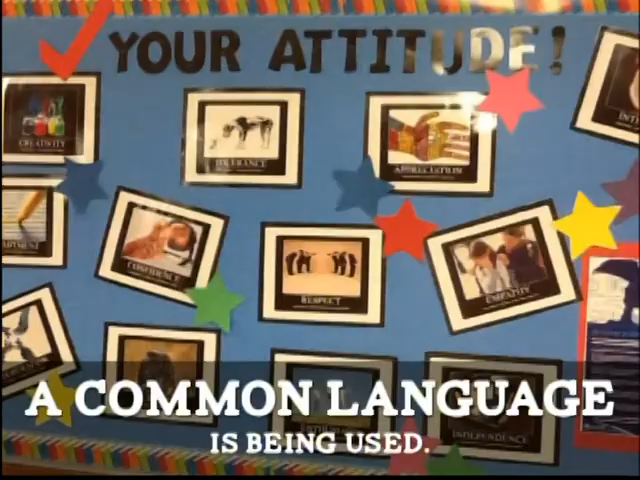 YOUR ATTITUDE!
CREATIVITY
TOLERANCE
APPRECIATION
CONFIDENCE
RESPECT
EMPATHY
INDEPENDENCE
A COMMON LANGUAGE
IS BEING USED.